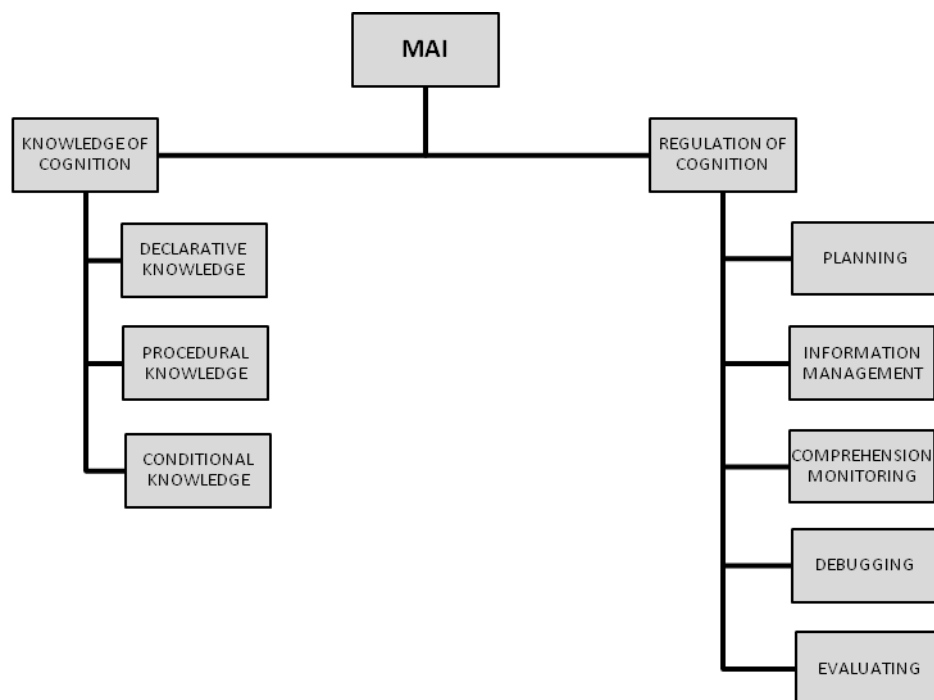 MAI
KNOWLEDGE OF
COGNITION
DECLARATIVE
KNOWLEDGE
PROCEDURAL
KNOWLEDGE
CONDITIONAL
KNOWLEDGE
REGULATION OF
COGNITION
PLANNING
INFORMATION
MANAGEMENT
COMPREHENSION
MONITORING
DEBUGGING
EVALUATING